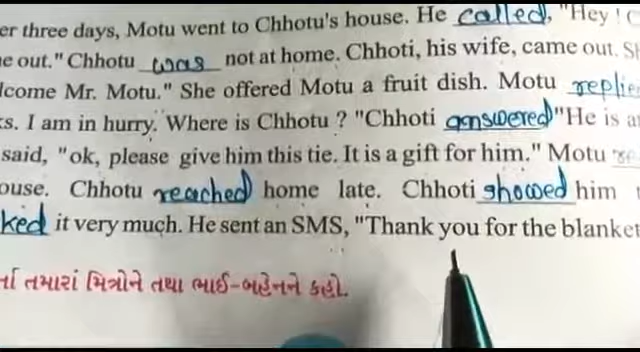 er three days, Motu went to Chhotu's house. He called, "Hey ! C
e out." Chhotu was not at home. Chhoti, his wife, came out. Sh
lcome Mr. Motu." She offered Motu a fruit dish. Motu replie
s. I am in hurry. Where is Chhotu ? "Chhoti answered "He is a
said, "ok, please give him this tie. It is a gift for him." Motu
ouse. Chhotu reached home late. Chhoti showed him t
ked it very much. He sent an SMS, "Thank you for the blanket
ર્તા તમારાં મિત્રોને તથા ભાઈ-બહેનને કહો.